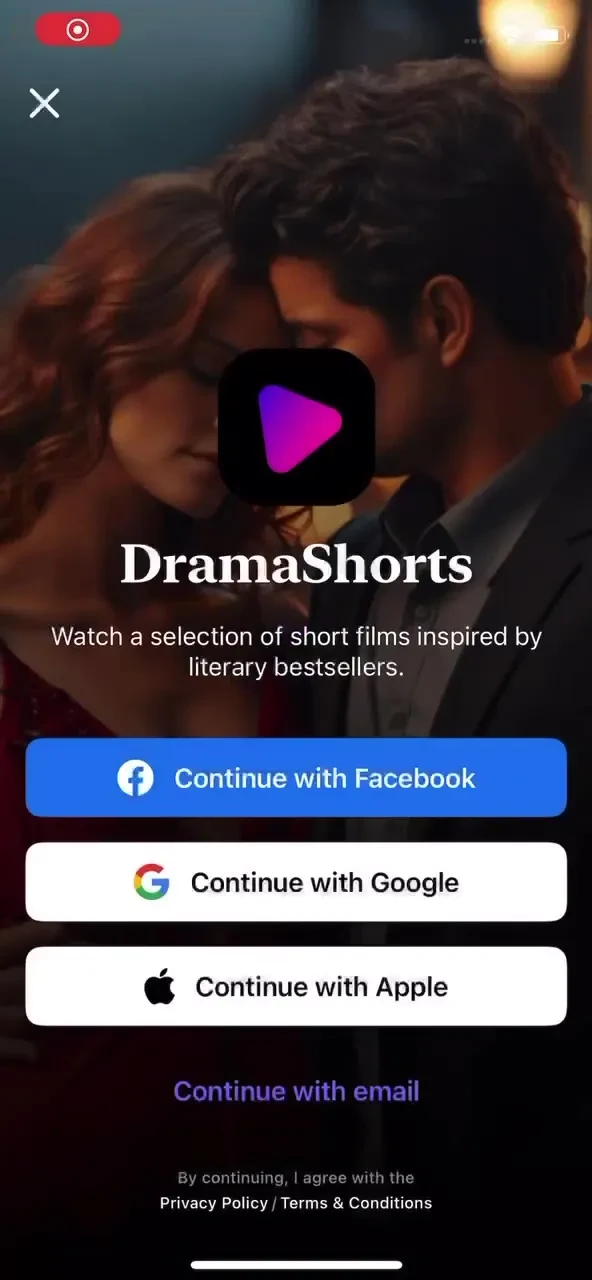 DramaShorts
Watch a selection of short films inspired by
literary bestsellers.
Continue with Facebook
Continue with Google
Continue with Apple
Continue with email
By continuing, I agree with the
Privacy Policy / Terms & Conditions